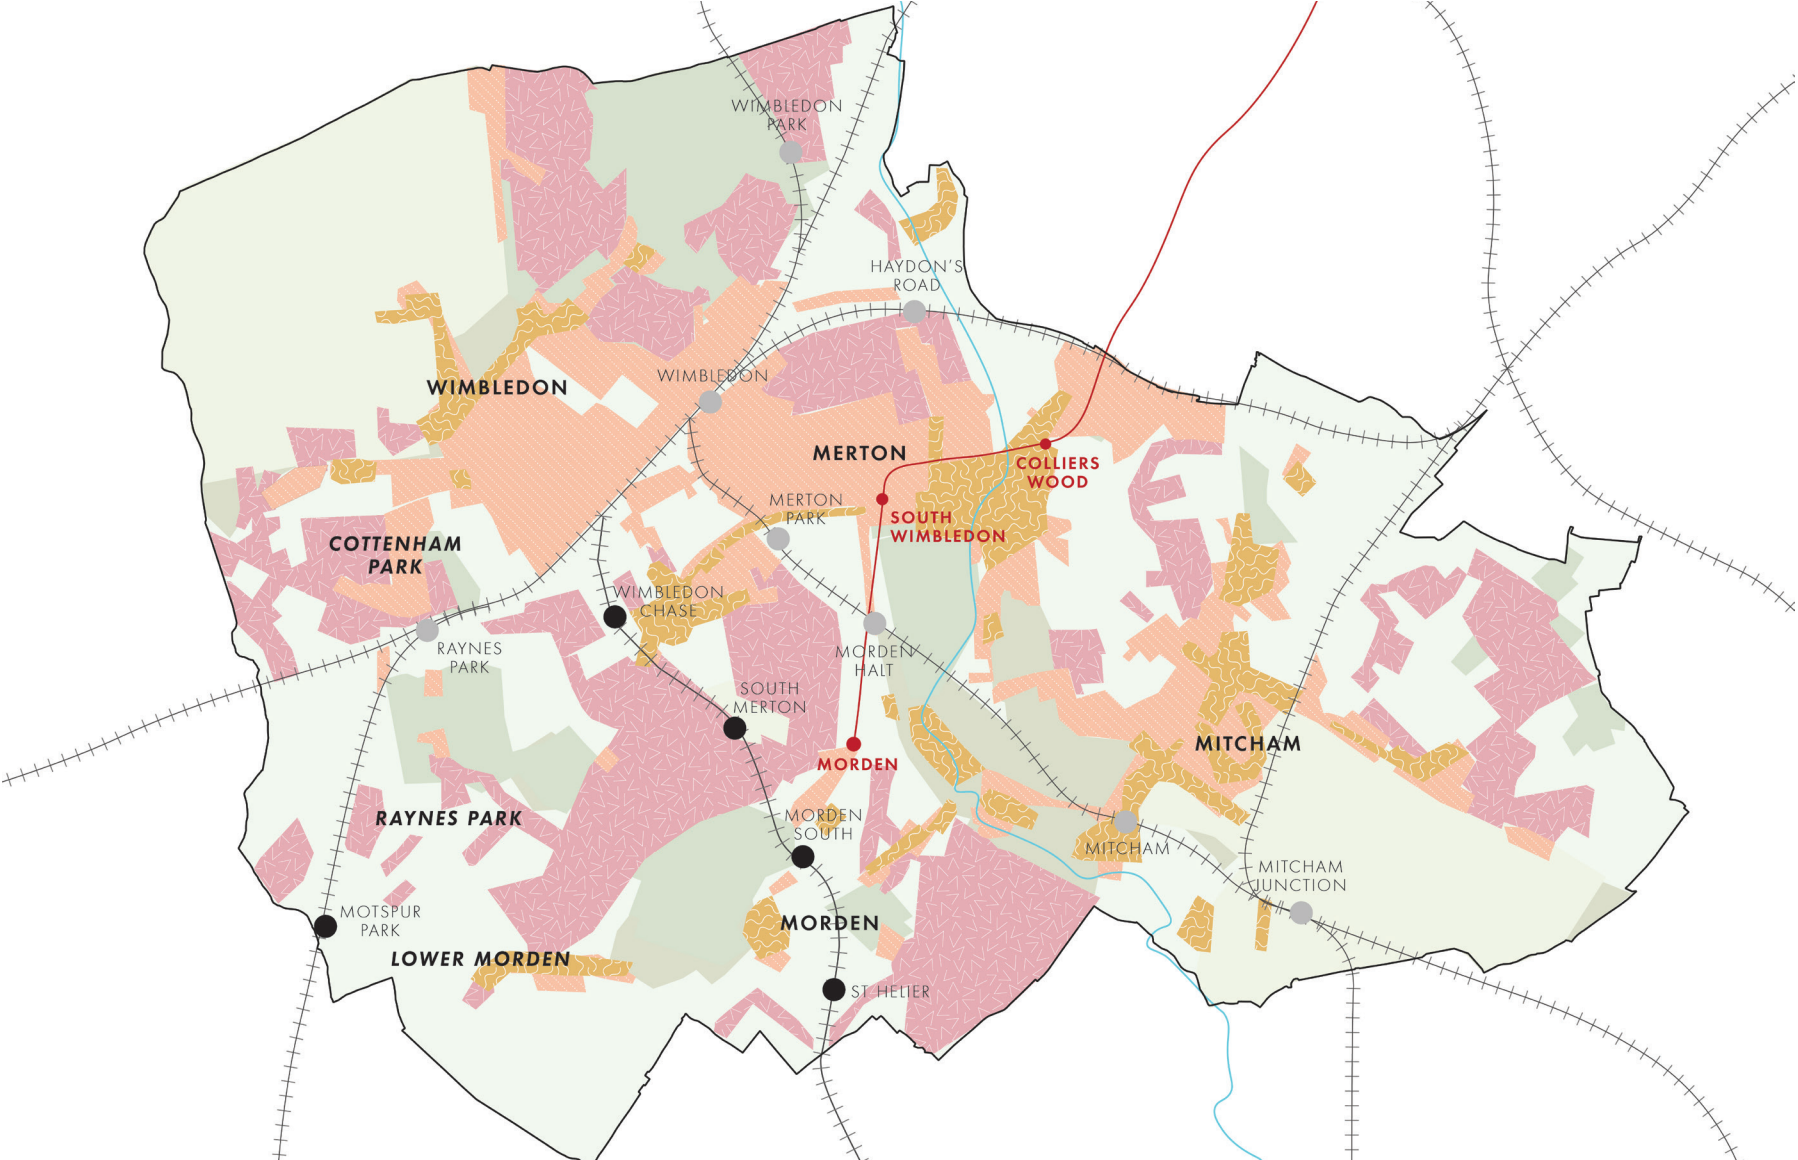 WIMBLEDON
PARK
HAYDON'S
ROAD
WIMBLEDON
WIMBLEDON
MERTON
COLLIERS
WOOD
MERTON
PARK
SOUTH
WIMBLEDON
COTTENHAM
PARK
WIMBLEDON
CHASE
RAYNES
PARK
MORDEN
HALT
SOUTH
MERTON
MITCHAM
MORDEN
RAYNES PARK
MORDEN
SOUTH
MITCHAM
MITCHAM
JUNCTION
MOTSPUR
PARK
MORDEN
LOWER MORDEN
ST HELIER